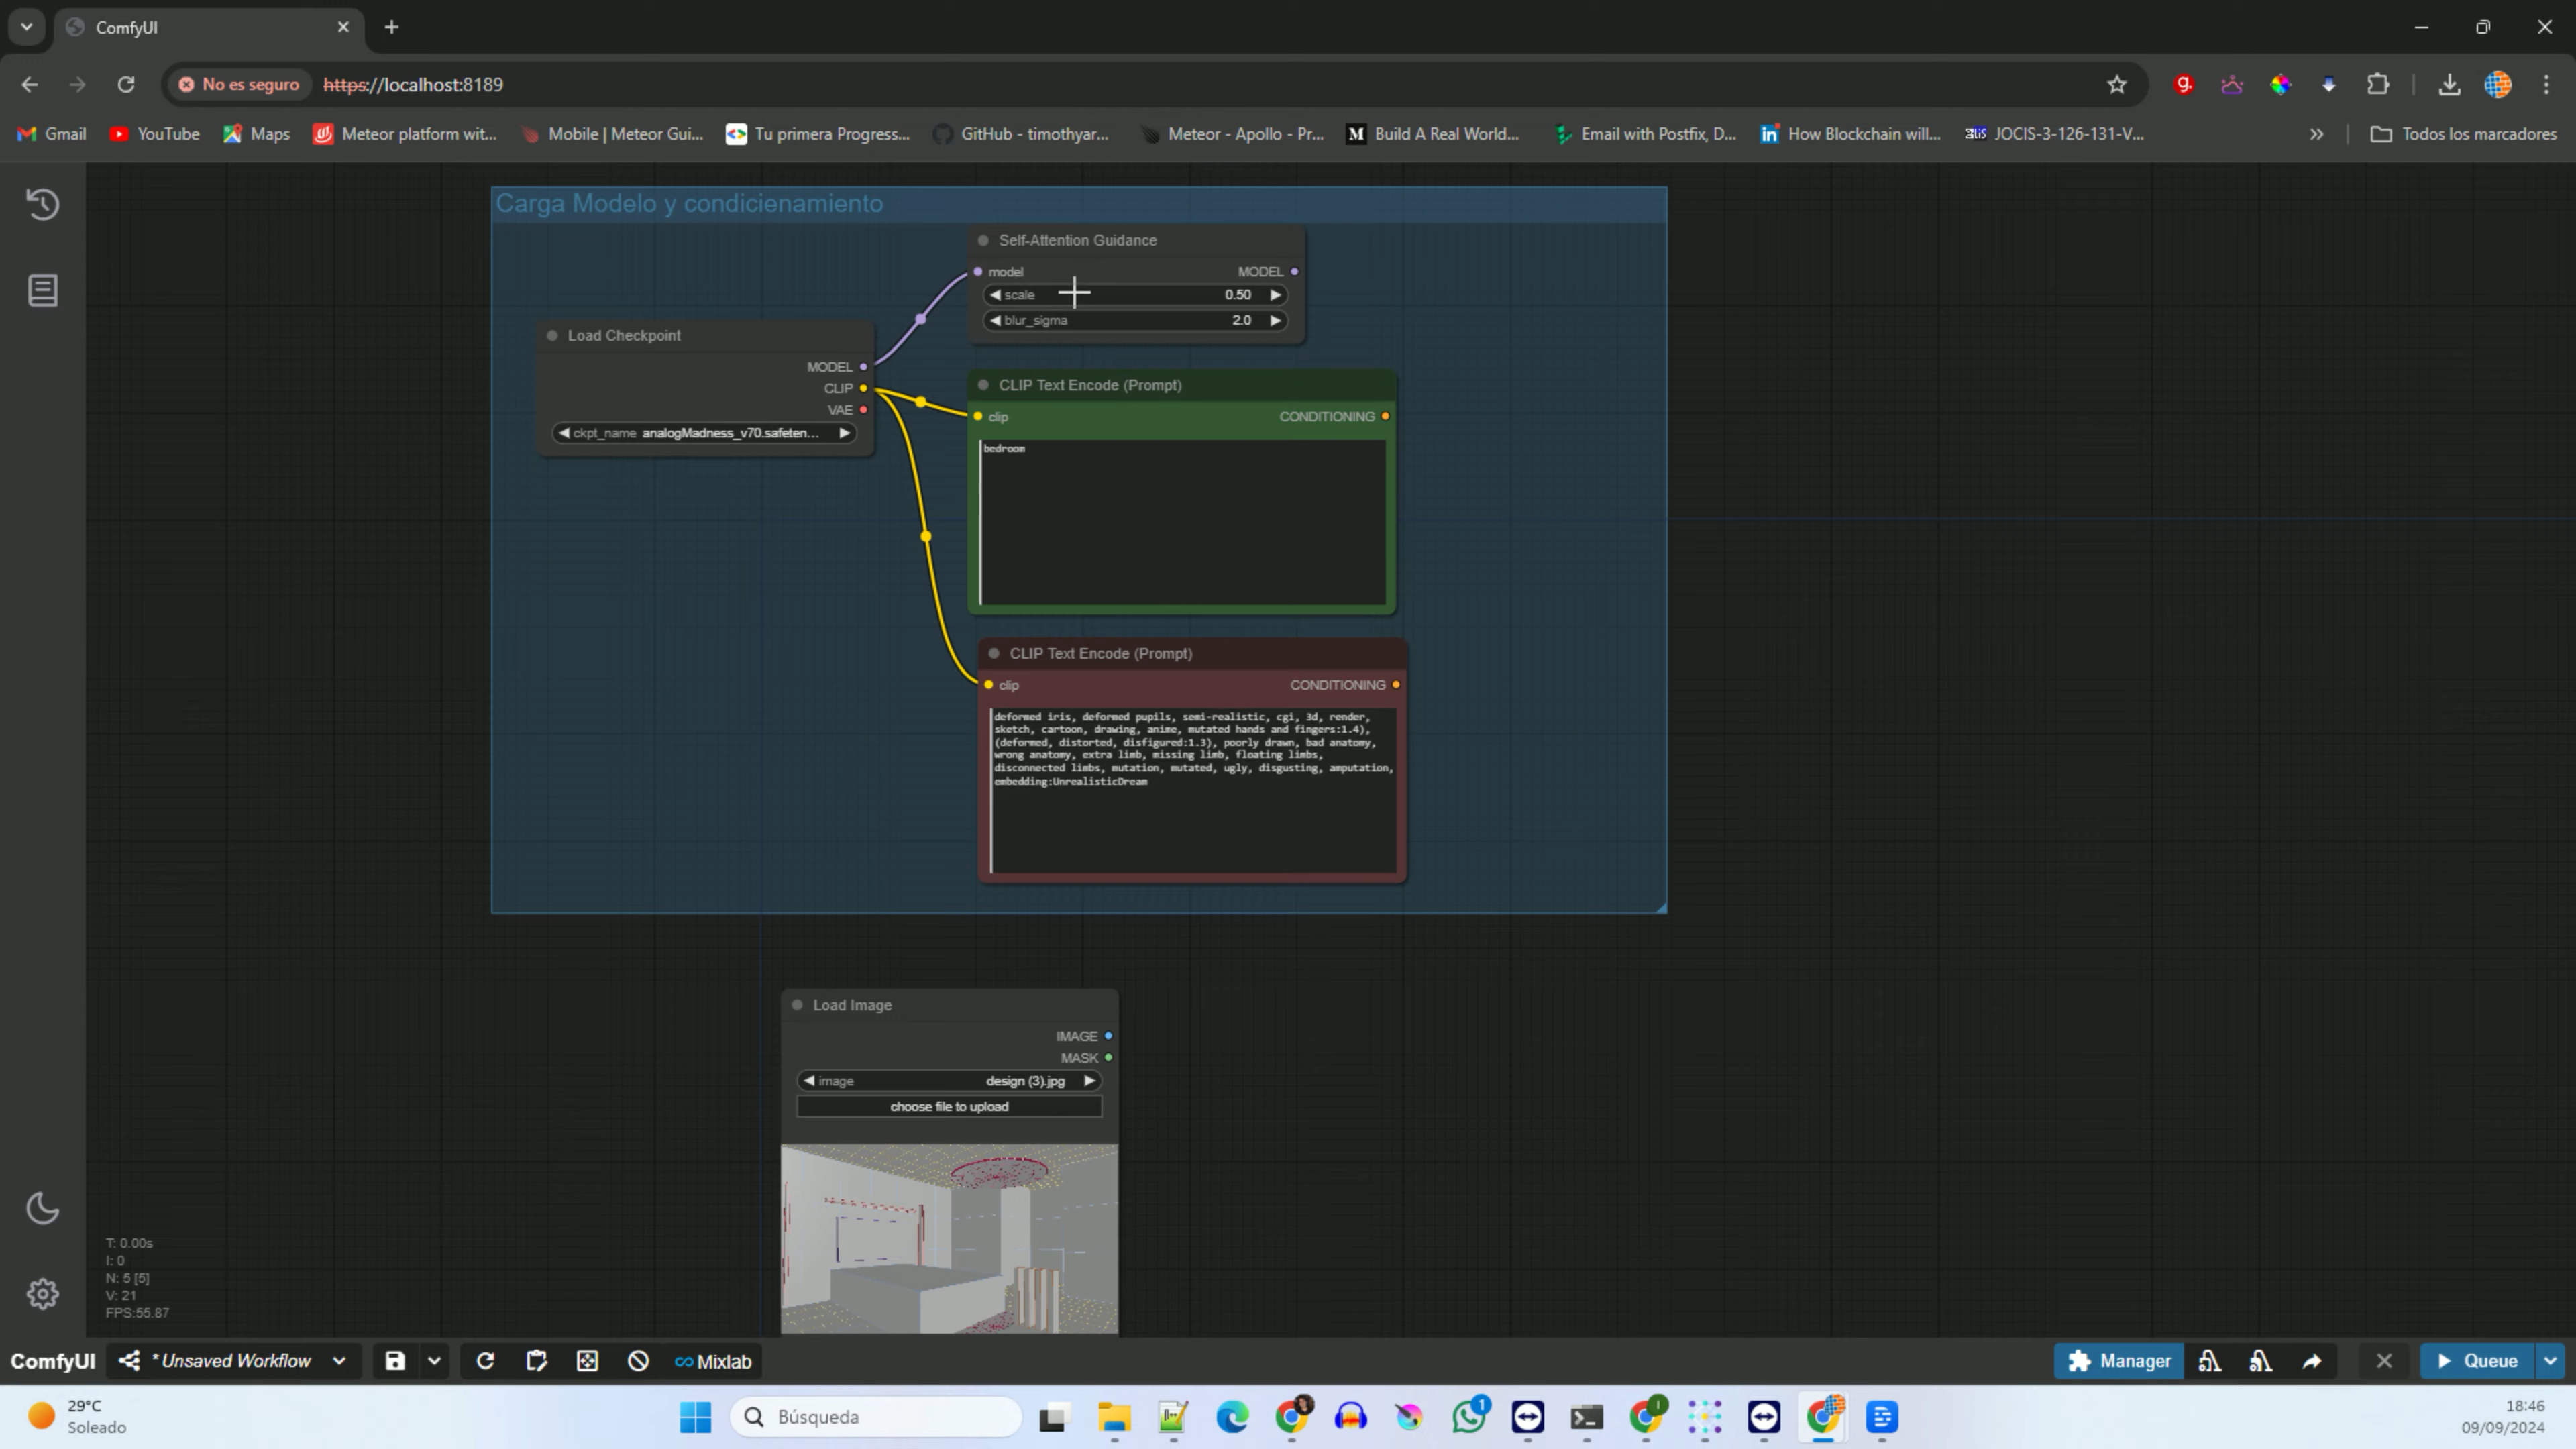 ComfyUI
No es seguro
https://localhost:8189
Gmail
YouTube
Maps
Meteor platform wit...
Mobile | Meteor Gui...
Tu primera Progress...
GitHub - timothyar...
Meteor - Apollo - Pr...
Build A Real World...
Email with Postfix, D...
How Blockchain will...
JOCIS-3-126-131-V...
Todos los marcadores
Carga Modelo y condicienamiento
Self-Attention Guidance
model MODEL
scale 0.50
blur_sigma 2.0
Load Checkpoint
MODEL
CLIP
VAE
ckpt_name analogMadness_v70.safeten...
CLIP Text Encode (Prompt)
clip CONDITIONING
bedroom
CLIP Text Encode (Prompt)
clip CONDITIONING
deformed iris, deformed pupils, semi-realistic, cgi, 3d, render,
sketch, cartoon, drawing, anime, mutated hands and fingers:1.4),
(deformed, distorted, disfigured:1.3), poorly drawn, bad anatomy,
wrong anatomy, extra limb, missing limb, floating limbs,
disconnected limbs, mutation, mutated, ugly, disgusting, amputation,
embedding:UnrealisticDream
Load Image
IMAGE
MASK
image design (3).jpg
choose file to upload
T: 0.00s
I: 0
N: 5 [5]
V: 21
FPS:55.87
ComfyUI
* Unsaved Workflow
Mixlab
Manager
Queue
29°C
Soleado
Búsqueda
1
18:46
09/09/2024